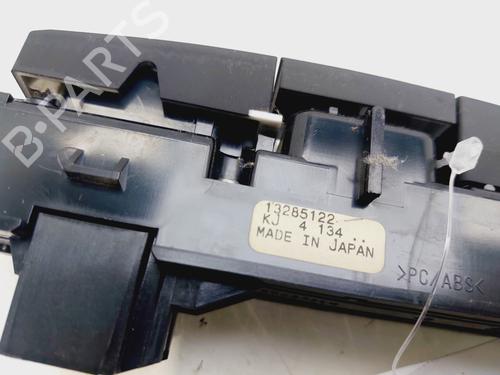 B-PARTS
13285122
KJ 4 134 ..
MADE IN JAPAN
>PC/ABS<